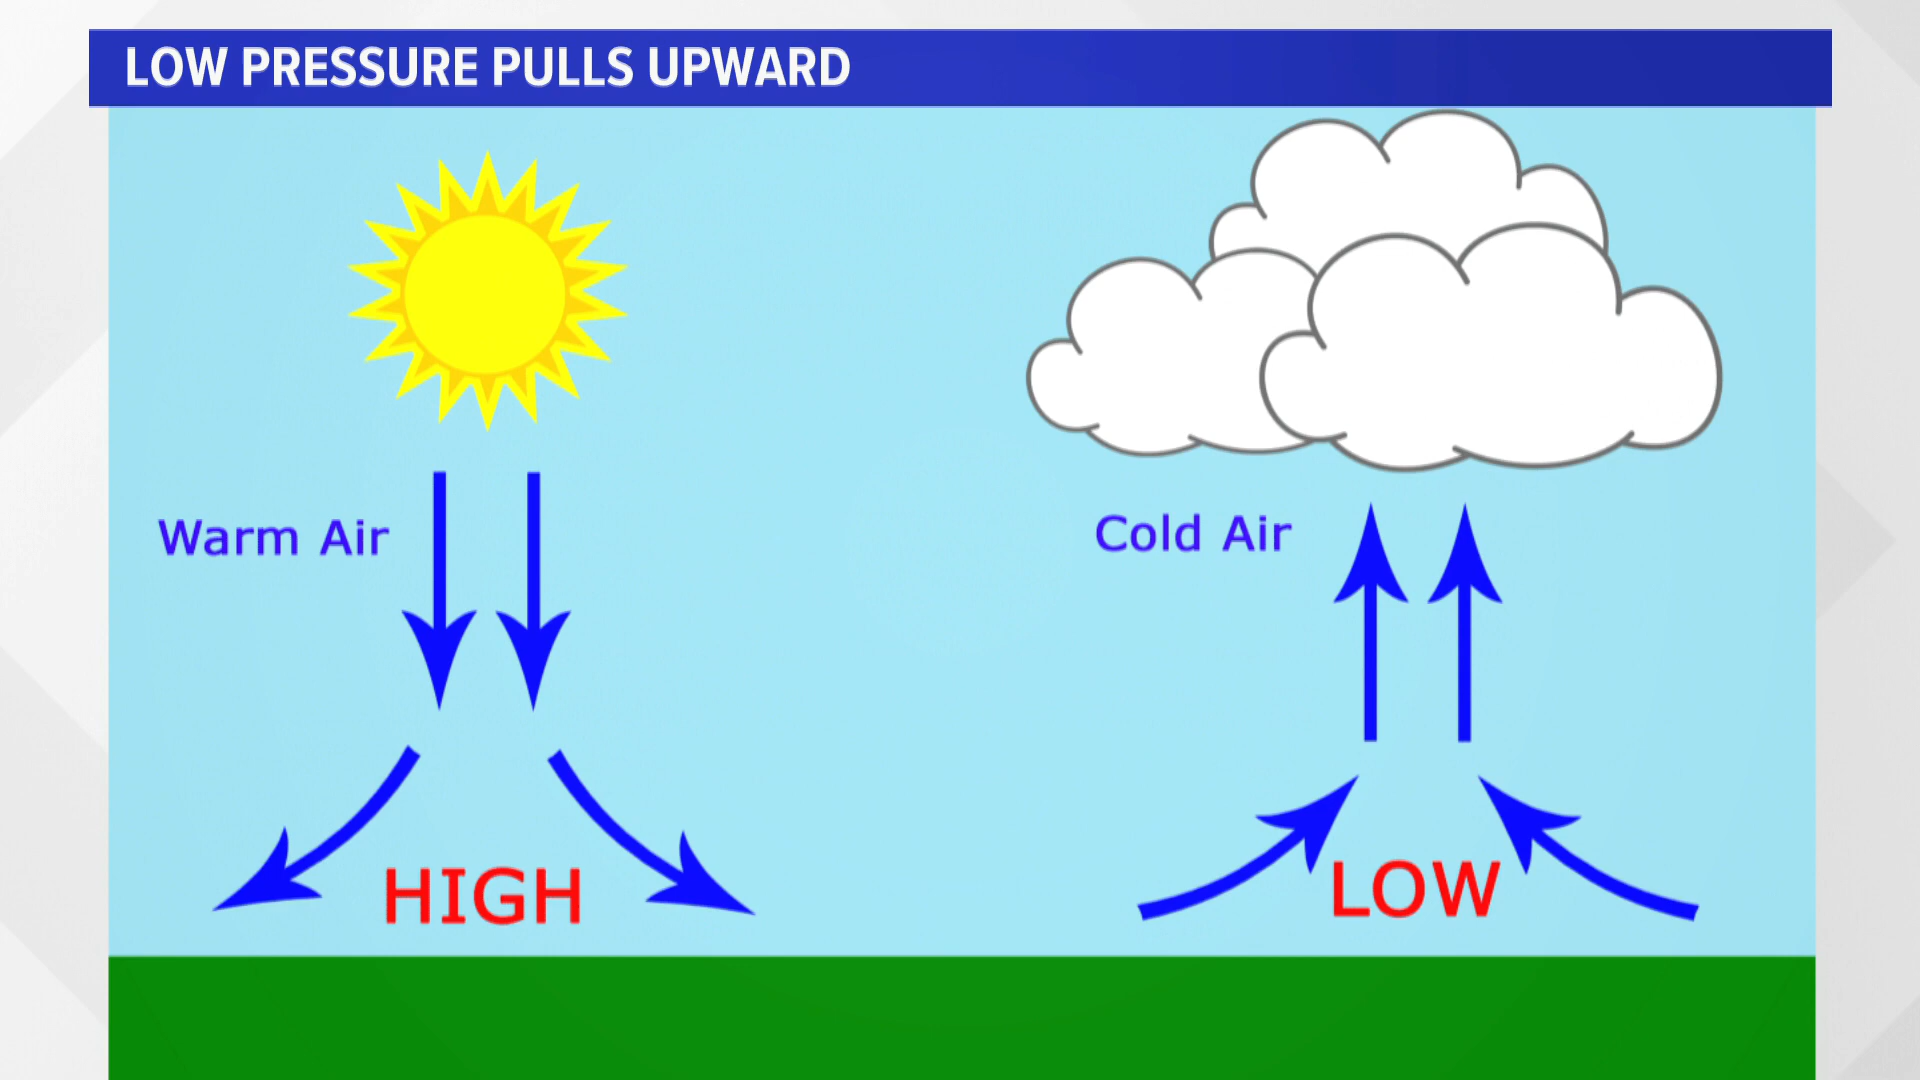 LOW PRESSURE PULLS UPWARD
Warm Air
Cold Air
HIGH
LOW